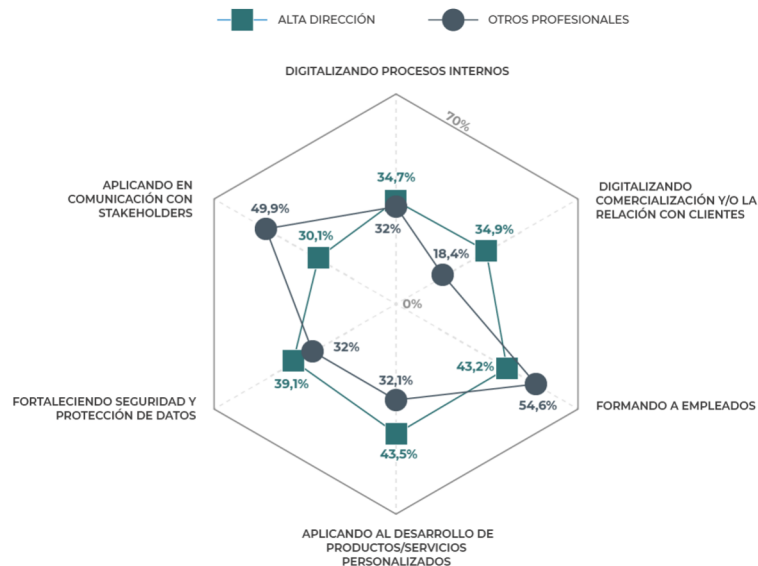 ALTA DIRECCIÓN
OTROS PROFESIONALES
DIGITALIZANDO PROCESOS INTERNOS
70%
APLICANDO EN
COMUNICACIÓN CON
STAKEHOLDERS
DIGITALIZANDO
COMERCIALIZACIÓN Y/O LA
RELACIÓN CON CLIENTES
34,7%
49,9%
32%
34,9%
30,1%
18,4%
0%
32%
43,2%
39,1%
32,1%
54,6%
FORTALECIENDO SEGURIDAD Y
PROTECCIÓN DE DATOS
FORMANDO A EMPLEADOS
43,5%
APLICANDO AL DESARROLLO DE
PRODUCTOS/SERVICIOS
PERSONALIZADOS